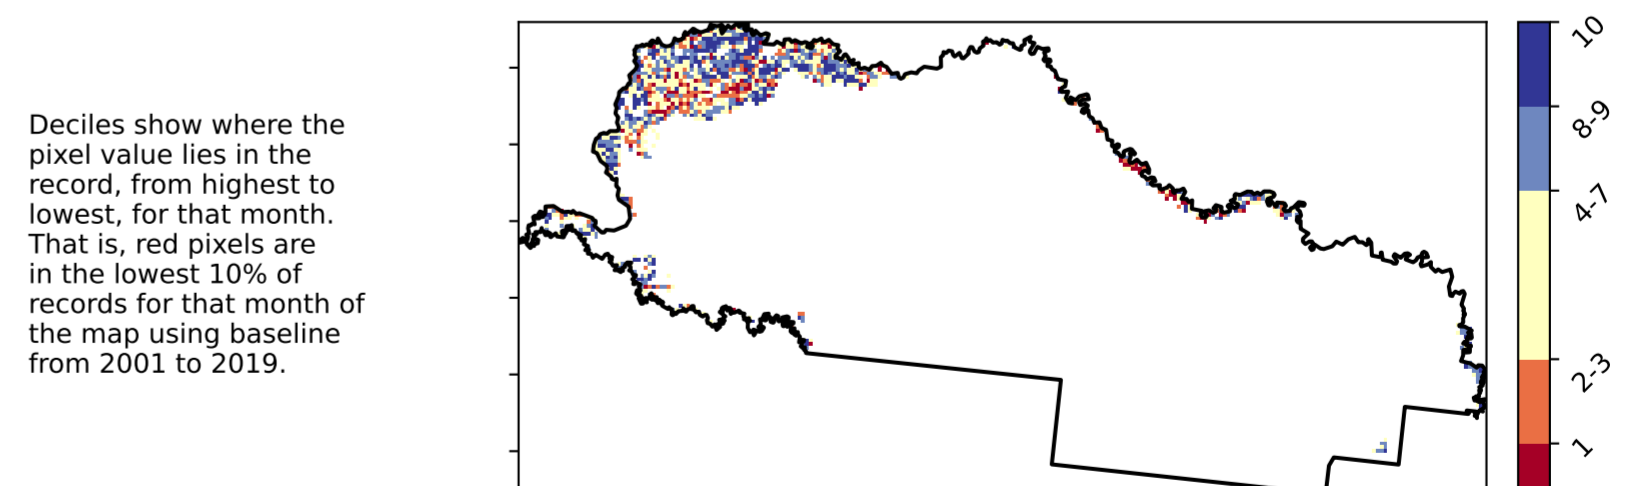 Deciles show where the
pixel value lies in the
record, from highest to
lowest, for that month.
That is, red pixels are
in the lowest 10% of
records for that month of
the map using baseline
from 2001 to 2019.
10
8-9
4-7
2-3
1